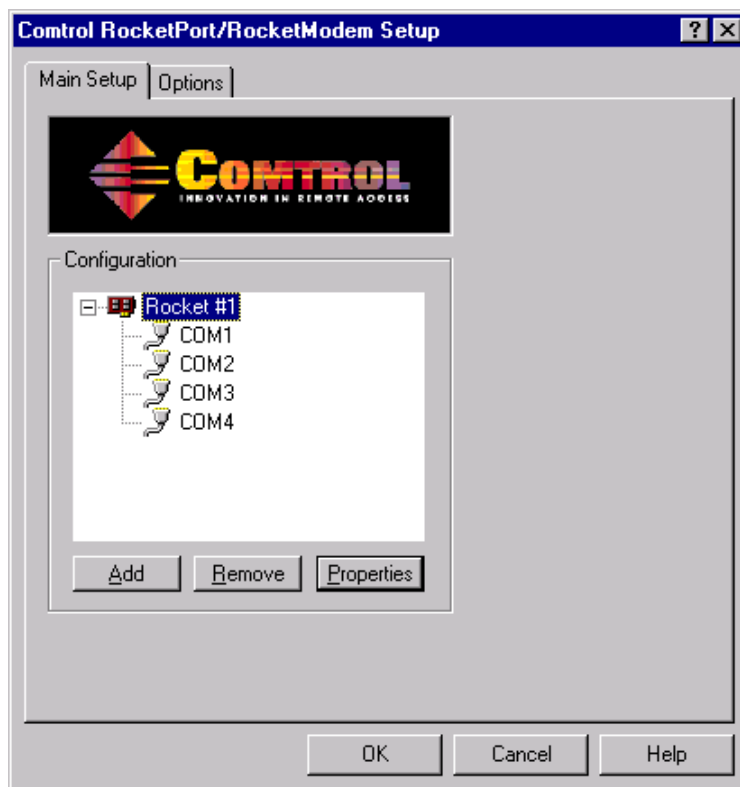 Comtrol RocketPort/RocketModem Setup
Main Setup
Options
COMTROL
INNOVATION IN REMOTE ACCESS
Configuration
Rocket #1
COM1
COM2
COM3
COM4
Add
Remove
Properties
OK
Cancel
Help